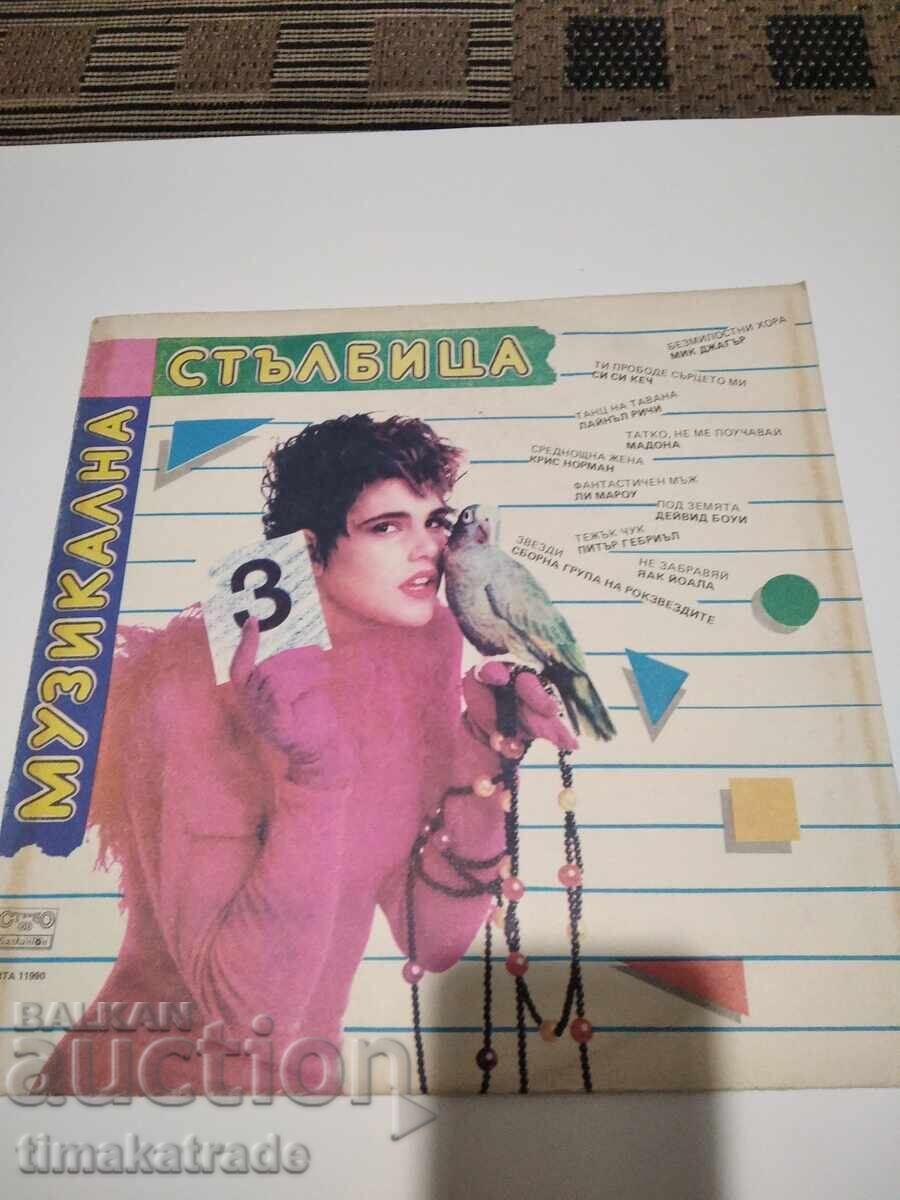 МУЗИКАЛНА
СТЪЛБИЦА
БЕЗМИЛОСТНИ ХОРА
МИК ДЖАГЪР
ТИ ПРОБОДЕ СЪРЦЕТО МИ
СИ СИ КЕЧ
ТАНЦ НА ТАВАНА
ЛАЙНЪЛ РИЧИ
ТАТКО, НЕ МЕ ПОУЧАВАЙ
МАДОНА
СРЕДНОЩНА ЖЕНА
КРИС НОРМАН
ФАНТАСТИЧЕН МЪЖ
ЛИ МАРОУ
ПОД ЗЕМЯТА
ДЕЙВИД БОУИ
ТЕЖЪК ЧУК
ПИТЪР ГЕБРИЪЛ
ЗВЕЗДИ
СБОРНА ГРУПА НА РОКЗВЕЗДИТЕ
НЕ ЗАБРАВЯЙ
ЯАК ЙОАЛА
3
11990
BALKAN
auction
timakatrade